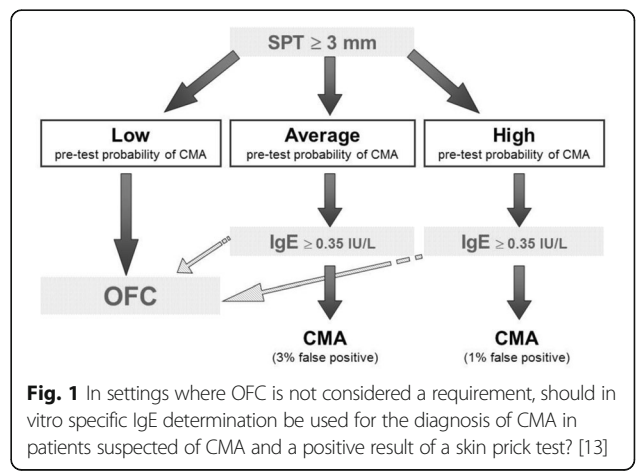 SPT ≥ 3 mm
Low
pre-test probability of CMA
Average
pre-test probability of CMA
High
pre-test probability of CMA
IgE ≥ 0.35 IU/L
IgE ≥ 0.35 IU/L
OFC
CMA
(3% false positive)
CMA
(1% false positive)
Fig. 1 In settings where OFC is not considered a requirement, should in
vitro specific IgE determination be used for the diagnosis of CMA in
patients suspected of CMA and a positive result of a skin prick test? [13]